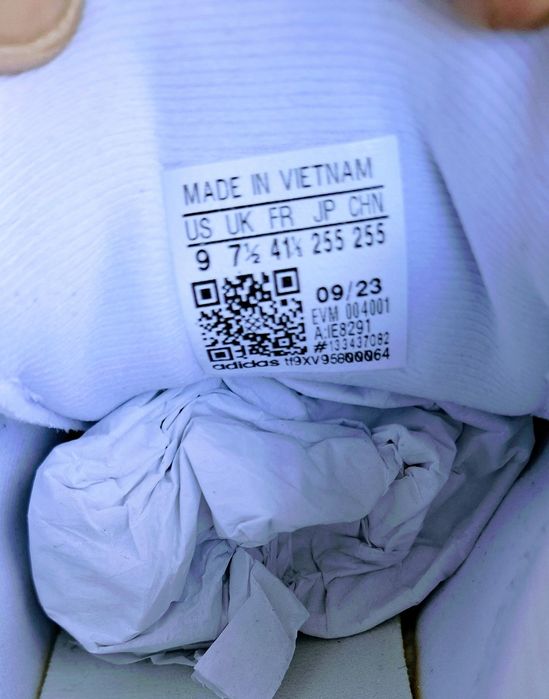 MADE IN VIETNAM
US UK FR JP CHN
9 7½ 41⅓ 255 255
09/23
EVM 004001
A:IE8291
#133437082
adidas tf9XV95800064